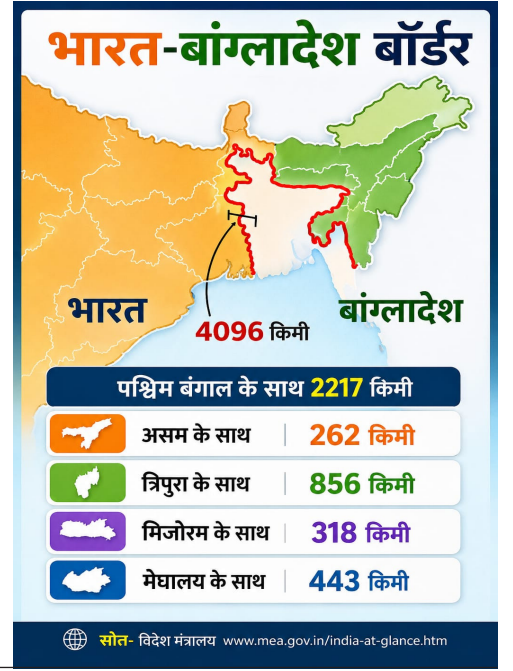 भारत-बांग्लादेश बॉर्डर
भारत
4096 किमी
बांग्लादेश
पश्चिम बंगाल के साथ 2217 किमी
असम के साथ | 262 किमी
त्रिपुरा के साथ | 856 किमी
मिजोरम के साथ | 318 किमी
मेघालय के साथ | 443 किमी
सोत- विदेश मंत्रालय www.mea.gov.in/india-at-glance.htm